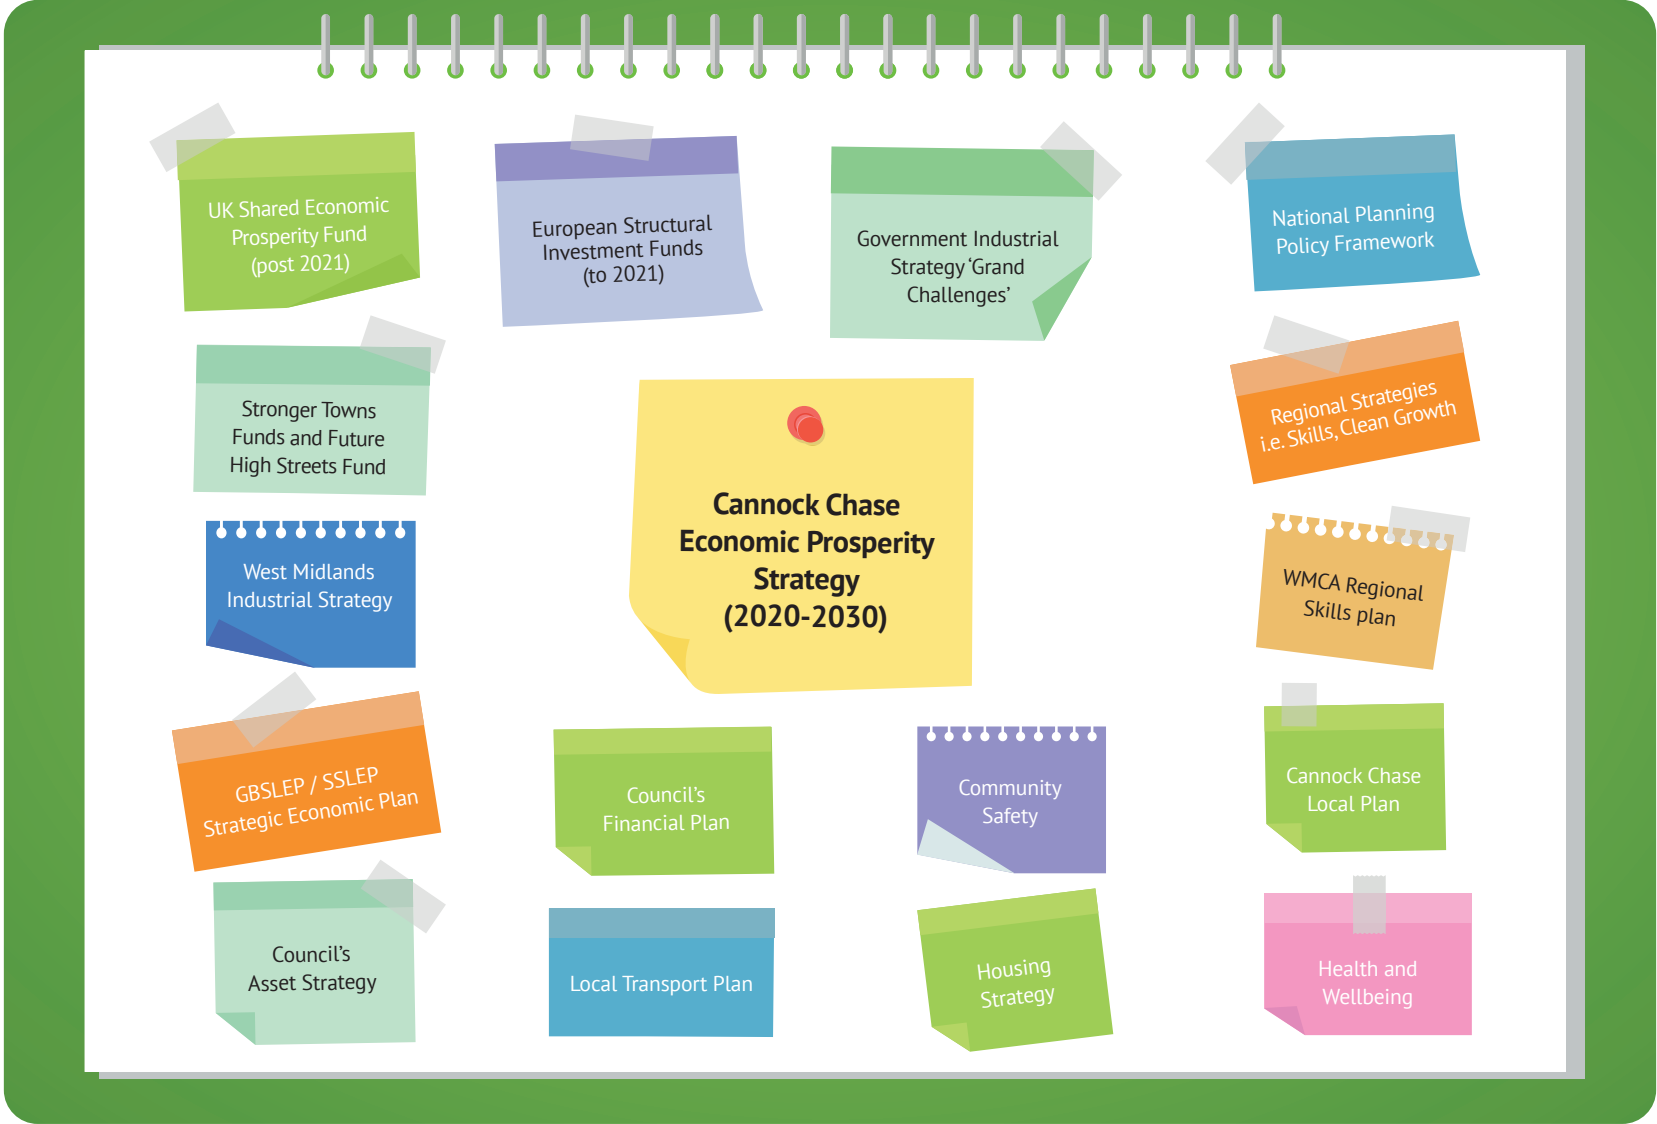 UK Shared Economic
Prosperity Fund
(post 2021)
European Structural
Investment Funds
(to 2021)
Government Industrial
Strategy ‘Grand
Challenges’
National Planning
Policy Framework
Stronger Towns
Funds and Future
High Streets Fund
Regional Strategies
i.e. Skills, Clean Growth
Cannock Chase
Economic Prosperity
Strategy
(2020-2030)
West Midlands
Industrial Strategy
WMCA Regional
Skills plan
GBSLEP / SSLEP
Strategic Economic Plan
Council’s
Financial Plan
Community
Safety
Cannock Chase
Local Plan
Council’s
Asset Strategy
Local Transport Plan
Housing
Strategy
Health and
Wellbeing